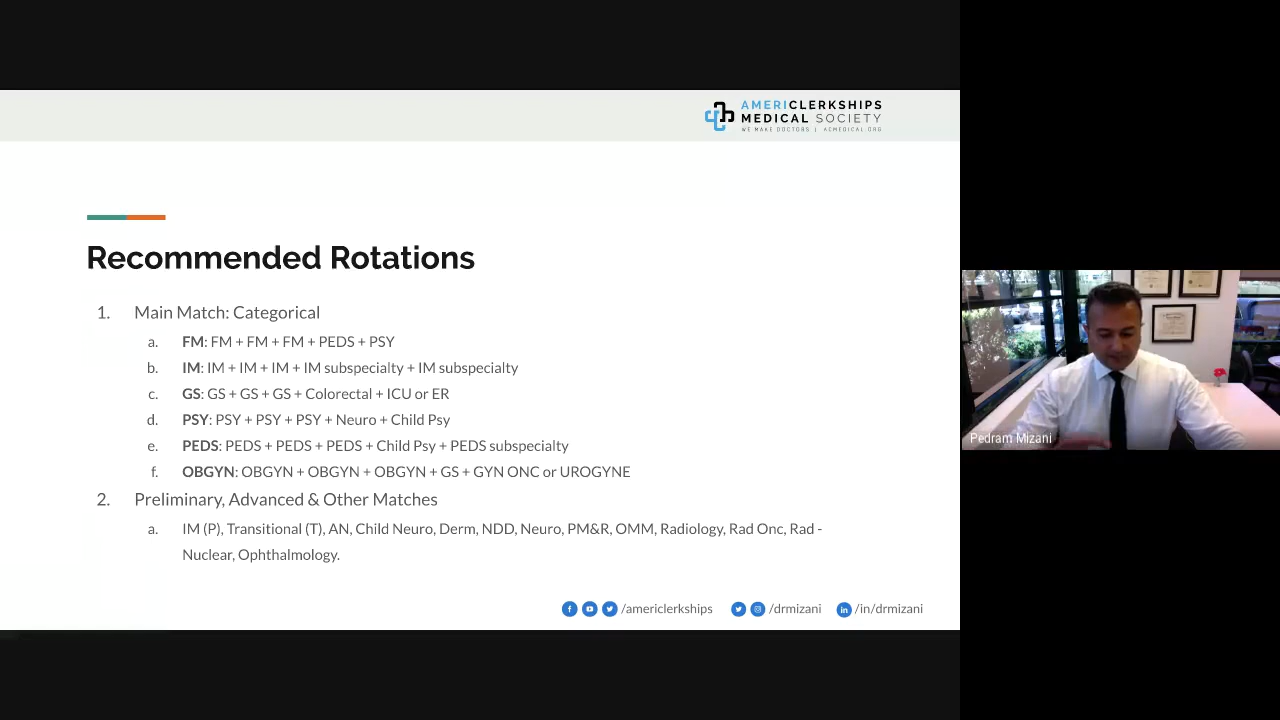 AMERICLERKSHIPS
MEDICAL SOCIETY
WE MAKE DOCTORS | ACMEDICAL.ORG
Recommended Rotations
1. Main Match: Categorical
a. FM: FM + FM + FM + PEDS + PSY
b. IM: IM + IM + IM + IM subspecialty + IM subspecialty
c. GS: GS + GS + GS + Colorectal + ICU or ER
d. PSY: PSY + PSY + PSY + Neuro + Child Psy
e. PEDS: PEDS + PEDS + PEDS + Child Psy + PEDS subspecialty
f. OBGYN: OBGYN + OBGYN + OBGYN + GS + GYN ONC or UROGYNE
2. Preliminary, Advanced & Other Matches
a. IM (P), Transitional (T), AN, Child Neuro, Derm, NDD, Neuro, PM&R, OMM, Radiology, Rad Onc, Rad -
Nuclear, Ophthalmology.
/americlerkships /drmizani /in/drmizani
Pedram Mizani